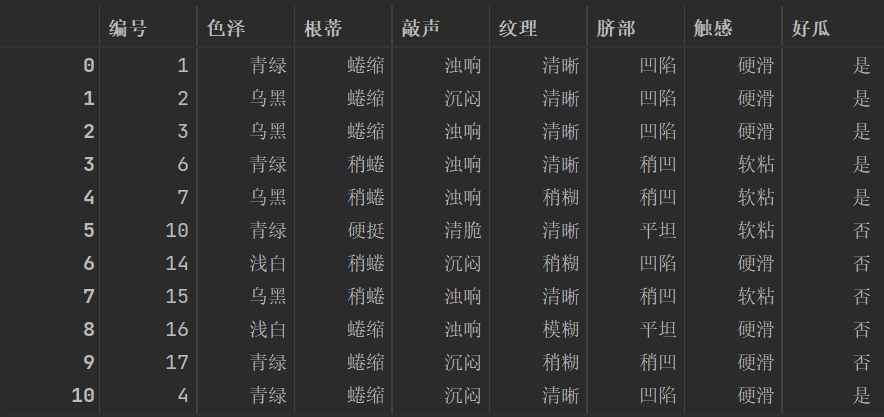 编号 色泽 根蒂 敲声 纹理 脐部 触感 好瓜
0 1 青绿 蜷缩 浊响 清晰 凹陷 硬滑 是
1 2 乌黑 蜷缩 沉闷 清晰 凹陷 硬滑 是
2 3 乌黑 蜷缩 浊响 清晰 凹陷 硬滑 是
3 6 青绿 稍蜷 浊响 清晰 稍凹 软粘 是
4 7 乌黑 稍蜷 浊响 稍糊 稍凹 软粘 是
5 10 青绿 硬挺 清脆 清晰 平坦 软粘 否
6 14 浅白 稍蜷 沉闷 稍糊 凹陷 硬滑 否
7 15 乌黑 稍蜷 浊响 清晰 稍凹 软粘 否
8 16 浅白 蜷缩 浊响 模糊 平坦 硬滑 否
9 17 青绿 蜷缩 沉闷 稍糊 稍凹 硬滑 否
10 4 青绿 蜷缩 沉闷 清晰 凹陷 硬滑 是